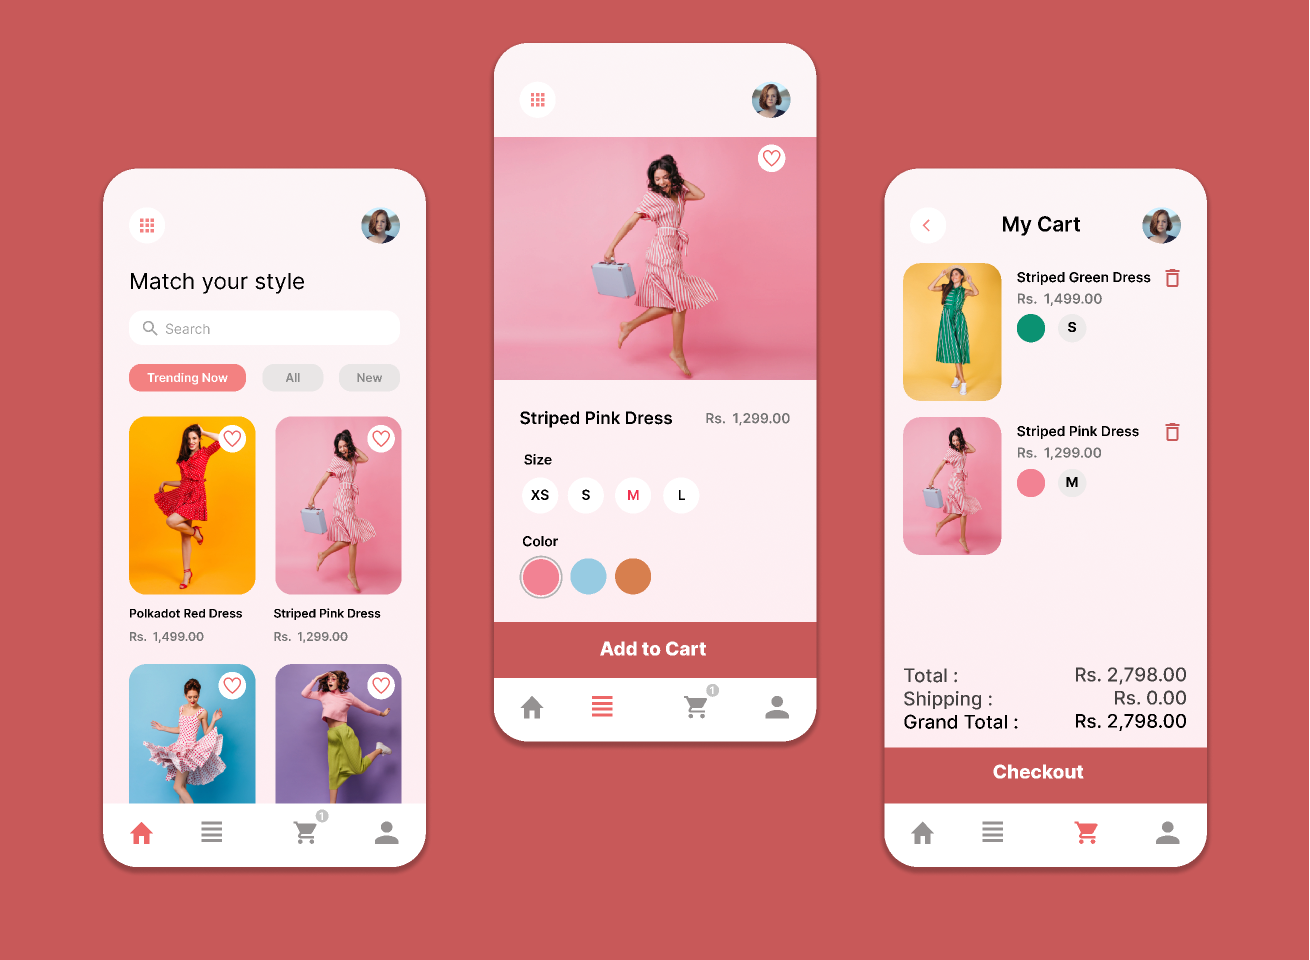 Match your style
Search
Trending Now All New
Polkadot Red Dress Striped Pink Dress
Rs. 1,499.00 Rs. 1,299.00
1
Striped Pink Dress Rs. 1,299.00
Size
XS S M L
Color
Add to Cart
1
My Cart
Striped Green Dress
Rs. 1,499.00
S
Striped Pink Dress
Rs. 1,299.00
M
Total : Rs. 2,798.00
Shipping : Rs. 0.00
Grand Total : Rs. 2,798.00
Checkout